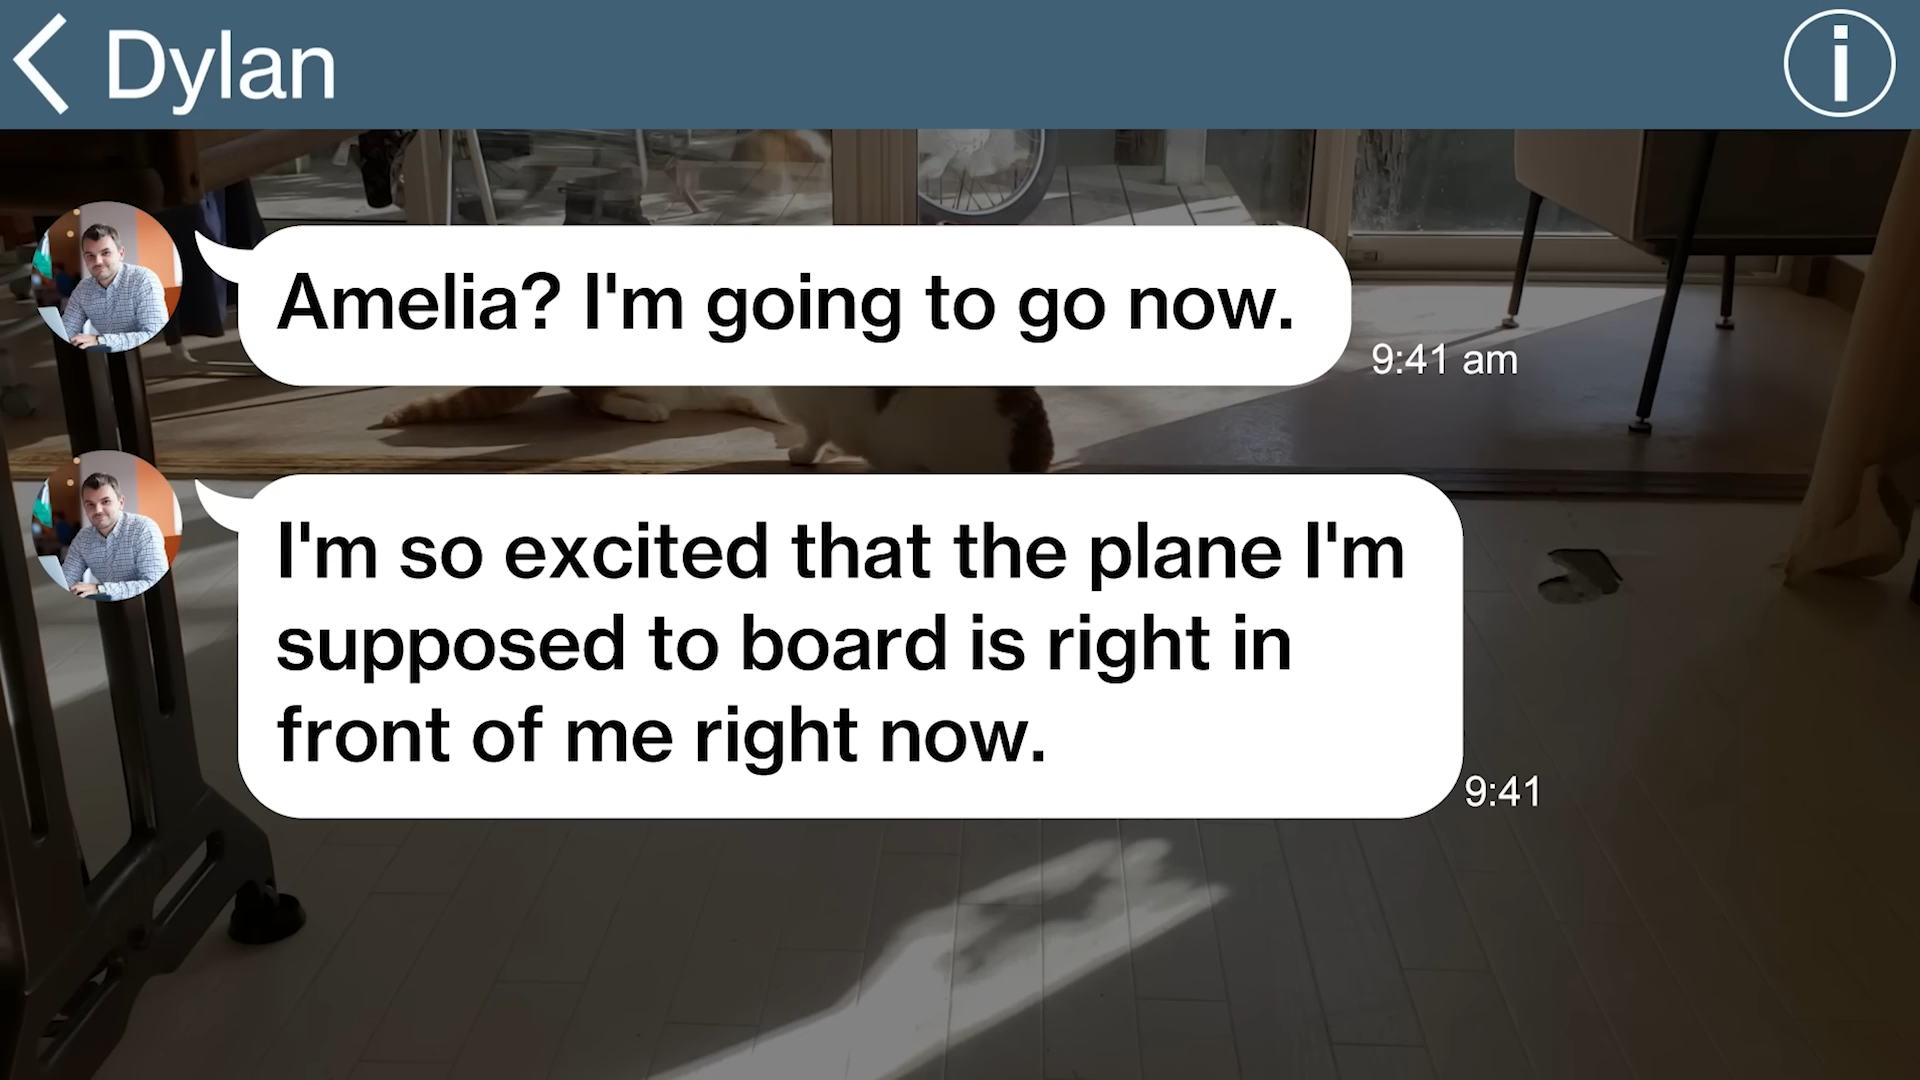 Dylan
Amelia? I'm going to go now.
9:41 am
I'm so excited that the plane I'm
supposed to board is right in
front of me right now.
9:41